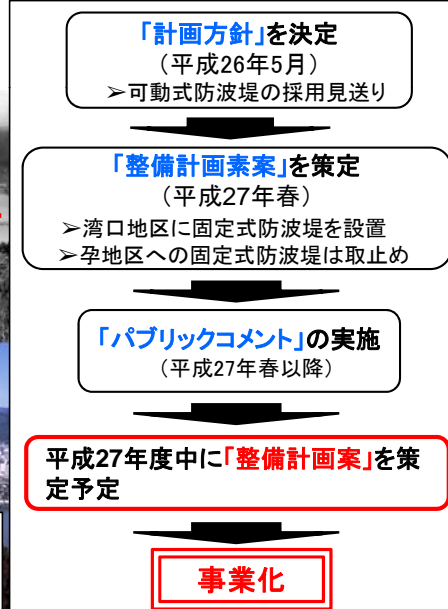 「計画方針」を決定
（平成26年5月）
➢可動式防波堤の採用見送り
「整備計画素案」を策定
（平成27年春）
➢湾口地区に固定式防波堤を設置
➢孕地区への固定式防波堤は取止め
「パブリックコメント」の実施
（平成27年春以降）
平成27年度中に「整備計画案」を策
定予定
事業化